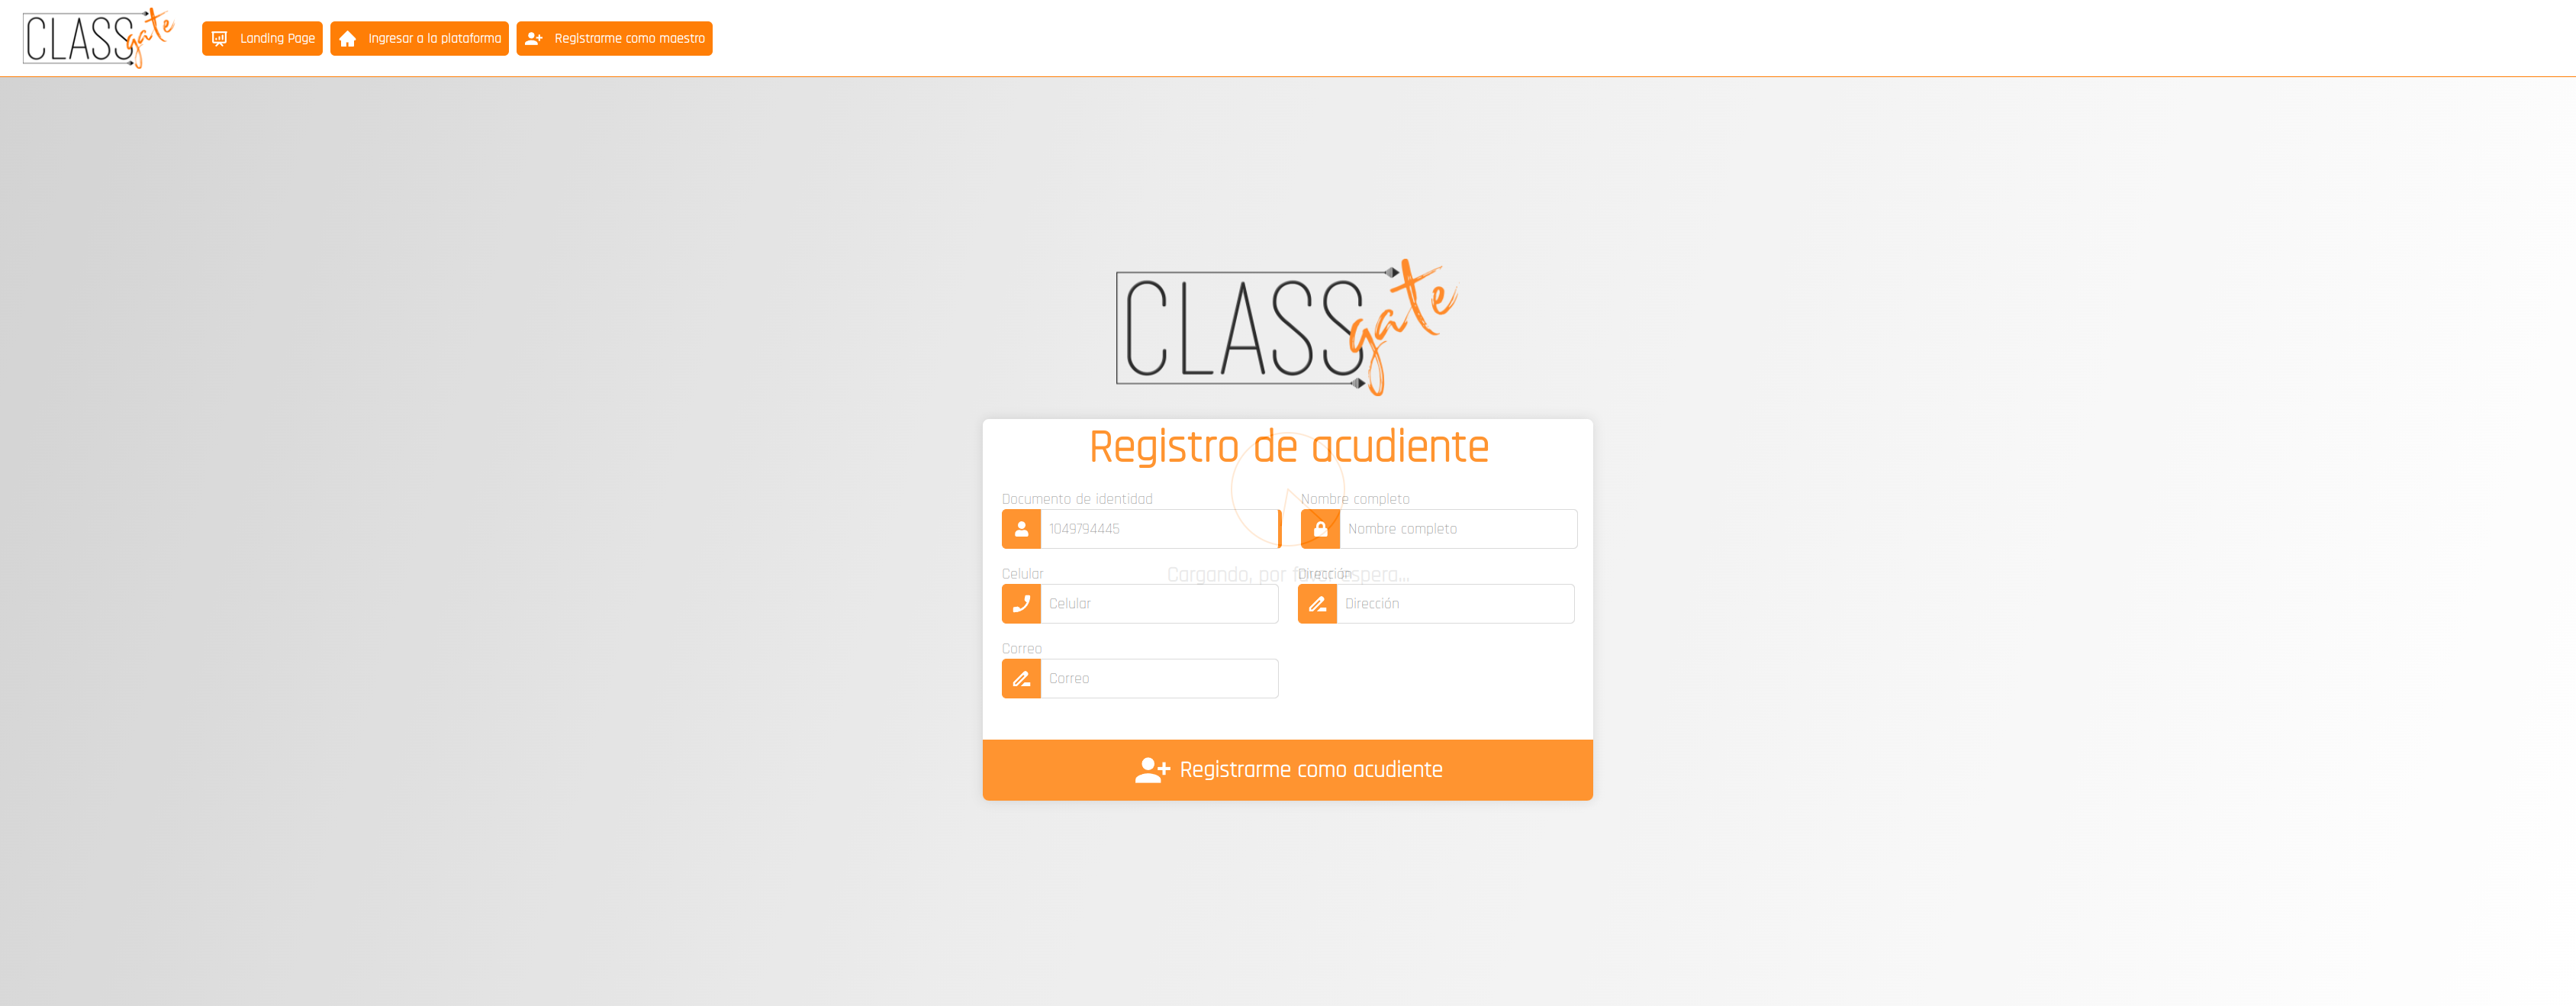 CLASSgate
Landing Page
Ingresar a la plataforma
Registrarme como maestro
CLASSgate
Registro de acudiente
Documento de identidad
Nombre completo
1049794445
Nombre completo
Celular
Cargando, por favor espera...
Dirección
Celular
Dirección
Correo
Correo
Registrarme como acudiente